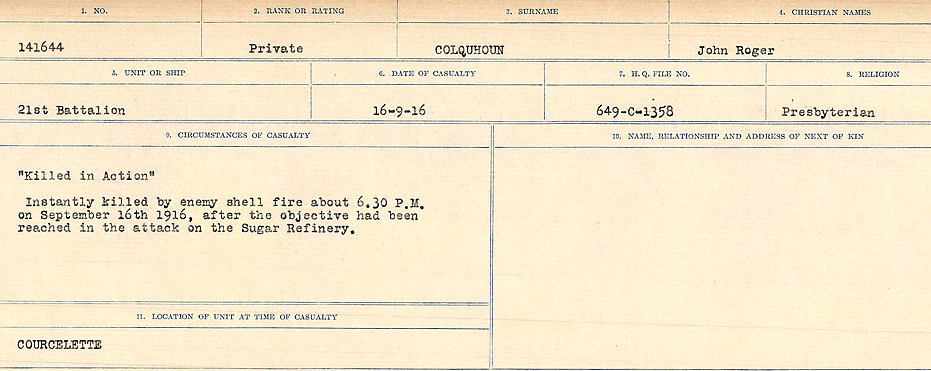 1. NO.
2. RANK OR RATING
3. SURNAME
4. CHRISTIAN NAMES
141644
Private
COLQUHOUN
John Roger
5. UNIT OR SHIP
6. DATE OF CASUALTY
7. H.Q. FILE NO.
8. RELIGION
21st Battalion
16-9-16
649-C-1358
Presbyterian
9. CIRCUMSTANCES OF CASUALTY
10. NAME, RELATIONSHIP AND ADDRESS OF NEXT OF KIN
"Killed in Action"
Instantly killed by enemy shell fire about 6.30 P.M.
on September 16th 1916, after the objective had been
reached in the attack on the Sugar Refinery.
11. LOCATION OF UNIT AT TIME OF CASUALTY
COURCELETTE